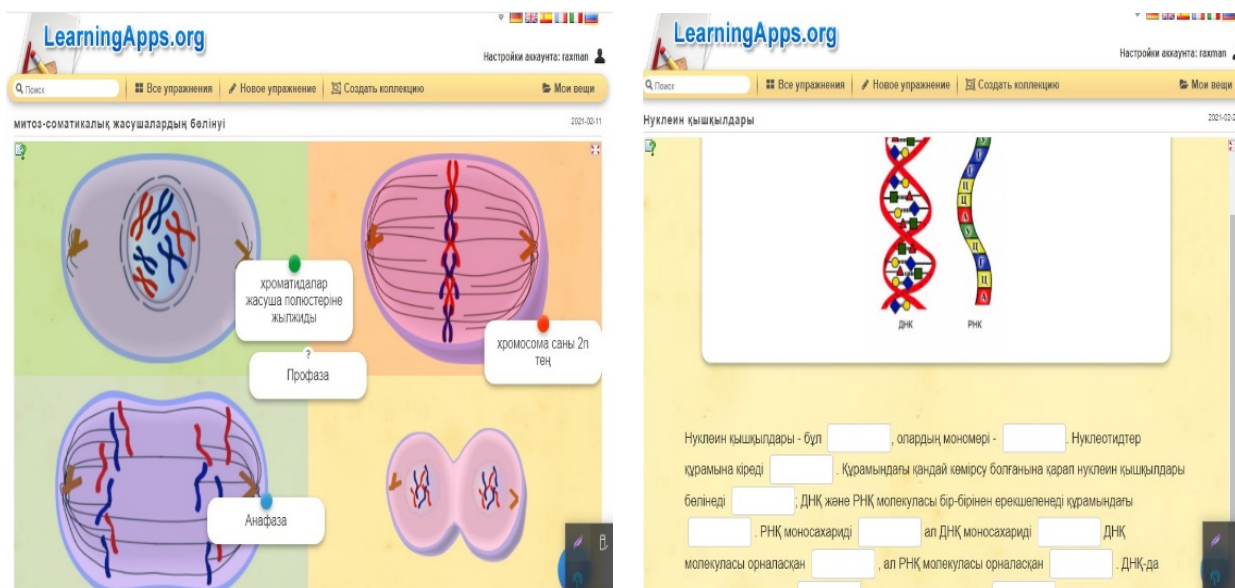 LearningApps.org
Настройки аккаунта: raxman
Поиск
Все упражнения
Новое упражнение
Создать коллекцию
Мои вещи
митоз-соматикалық жасушалардың бөлінуі
2021-02-11
хроматидалар
жасуша полюстеріне
жылжиды
хромосома саны 2n
тең
?
Профаза
Анафаза
LearningApps.org
Настройки аккаунта: raxman
Поиск
Все упражнения
Новое упражнение
Создать коллекцию
Мои вещи
Нуклеин қышқылдары
2021-02-2
Г
Ц
Ц
А
У
Ц
Г
Ц
А
ДНК
РНК
Нуклеин қышқылдары - бұл , олардың мономері - . Нуклеотидтер
құрамына кіреді . Құрамындағы қандай көмірсу болғанына қарап нуклеин қышқылдары
бөлінеді ; ДНҚ және РНҚ молекуласы бір-бірінен ерекшеленеді құрамындағы
. РНҚ моносахариді ал ДНҚ моносахариді ДНҚ
молекуласы орналасқан , ал РНҚ молекуласы орналасқан . ДНҚ-да